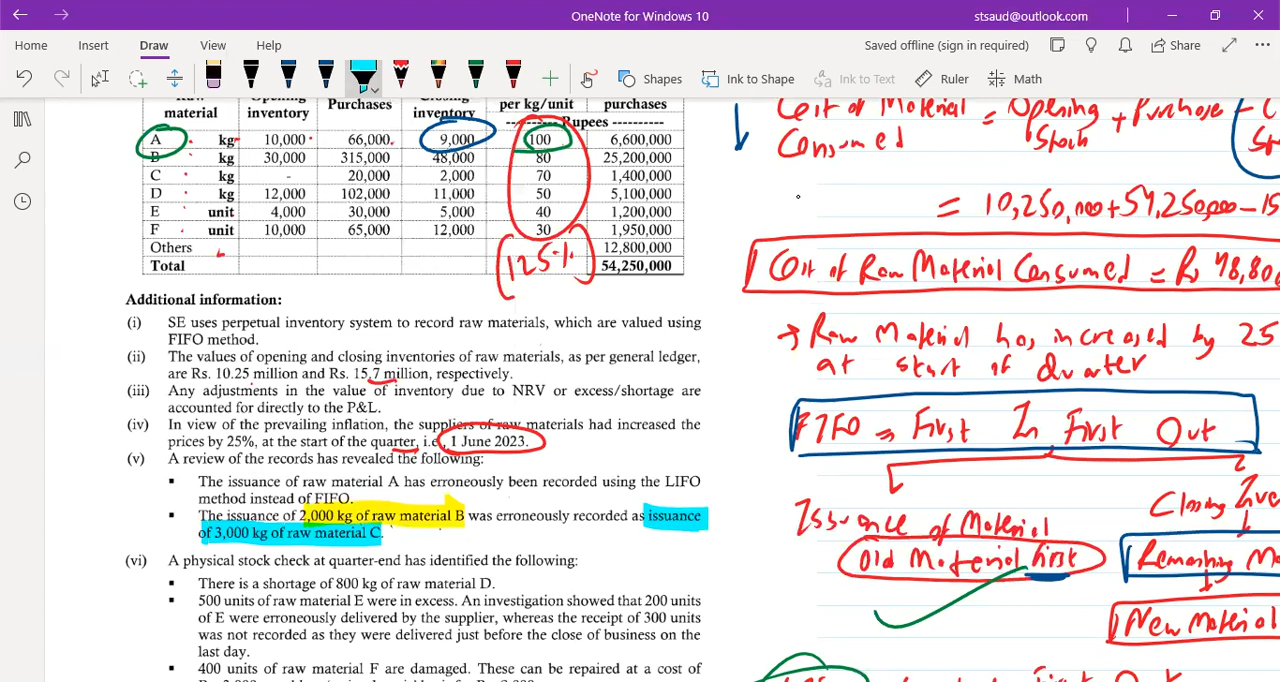 OneNote for Windows 10
stsaud@outlook.com
Home Insert Draw View Help
Saved offline (sign in required)
Share
Shapes
Ink to Shape
Ink to Text
Ruler
Math
material inventory Purchases inventory per kg/unit purchases
---------- Rupees ----------
A kg 10,000 66,000 9,000 100 6,600,000
B kg 30,000 315,000 48,000 80 25,200,000
C kg - 20,000 2,000 70 1,400,000
D kg 12,000 102,000 11,000 50 5,100,000
E unit 4,000 30,000 5,000 40 1,200,000
F unit 10,000 65,000 12,000 30 1,950,000
Others 12,800,000
Total 54,250,000
125%
Additional information:
(i) SE uses perpetual inventory system to record raw materials, which are valued using
FIFO method.
(ii) The values of opening and closing inventories of raw materials, as per general ledger,
are Rs. 10.25 million and Rs. 15.7 million, respectively.
(iii) Any adjustments in the value of inventory due to NRV or excess/shortage are
accounted for directly to the P&L.
(iv) In view of the prevailing inflation, the suppliers of raw materials had increased the
prices by 25%, at the start of the quarter, i.e., 1 June 2023.
(v) A review of the records has revealed the following:
▪ The issuance of raw material A has erroneously been recorded using the LIFO
method instead of FIFO.
▪ The issuance of 2,000 kg of raw material B was erroneously recorded as issuance
of 3,000 kg of raw material C.
(vi) A physical stock check at quarter-end has identified the following:
▪ There is a shortage of 800 kg of raw material D.
▪ 500 units of raw material E were in excess. An investigation showed that 200 units
of E were erroneously delivered by the supplier, whereas the receipt of 300 units
was not recorded as they were delivered just before the close of business on the
last day.
▪ 400 units of raw material F are damaged. These can be repaired at a cost of
Cost of Material Consumed = Opening Stock + Purchase - C
= 10,250,000 + 54,250,000 - 15
Cost of Raw Material Consumed = Rs 48,80
→ Raw Material has increased by 25
at start of Quarter
FIFO = First In First Out
Issuance of Material
Old Material first
Closing Inve
Remaining Ma
New Material